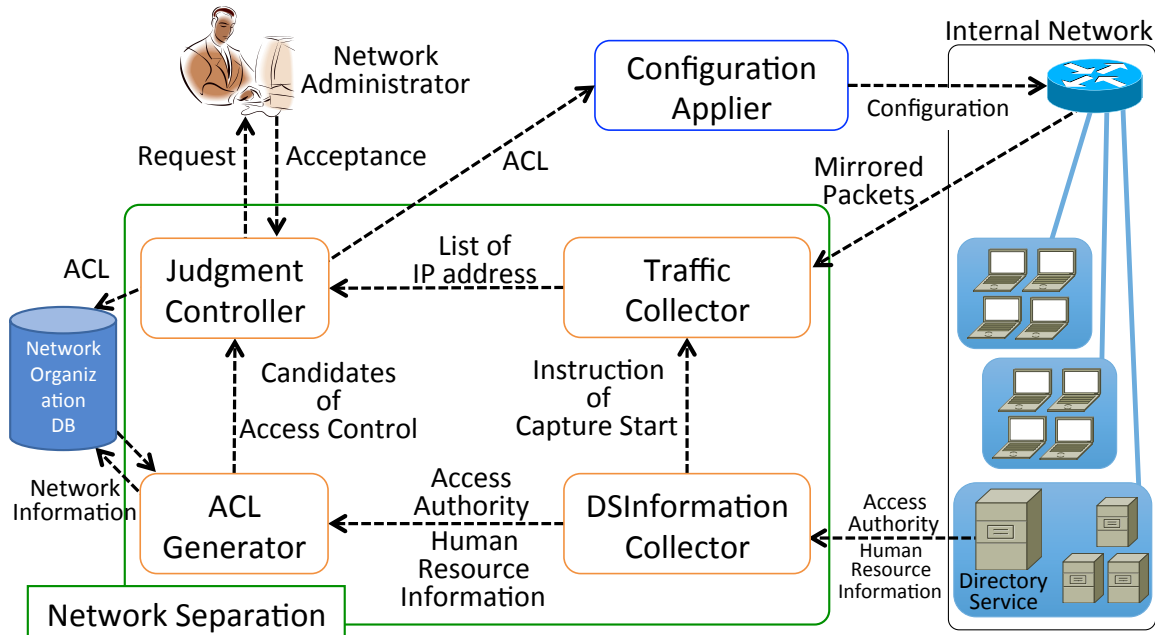 Network
Administrator
Configuration
Applier
Internal Network
Configuration
Request
Acceptance
ACL
Mirrored
Packets
ACL
Judgment
Controller
List of
IP address
Traffic
Collector
Network
Organiz
ation
DB
Candidates
of
Access Control
Instruction
of
Capture Start
Network
Information
ACL
Generator
Access
Authority
Human
Resource
Information
DSInformation
Collector
Access
Authority
Human
Resource
Information
Directory
Service
Network Separation